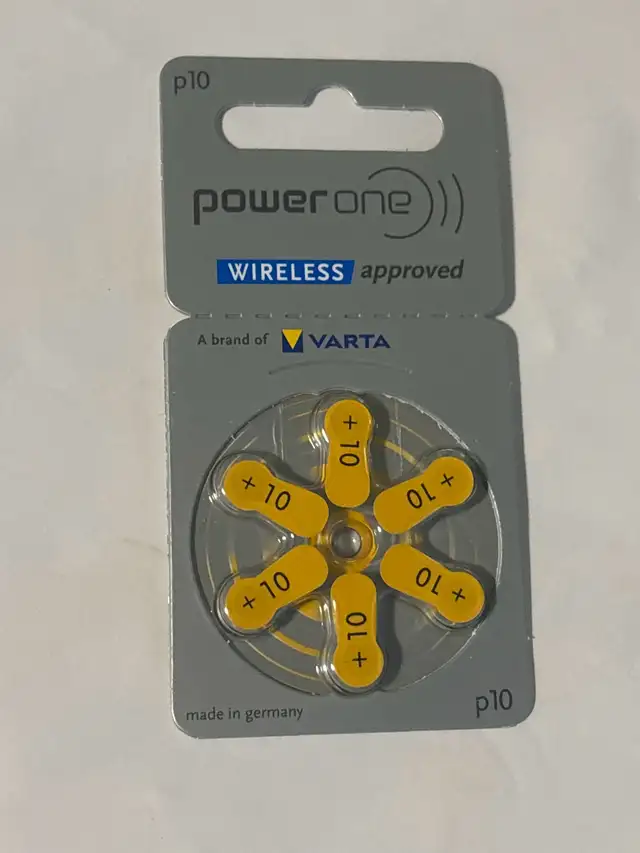 p10
power one
WIRELESS approved
A brand of VARTA
+ 10
+ 10
+ 10
+ 10
+ 10
+ 10
made in germany
p10